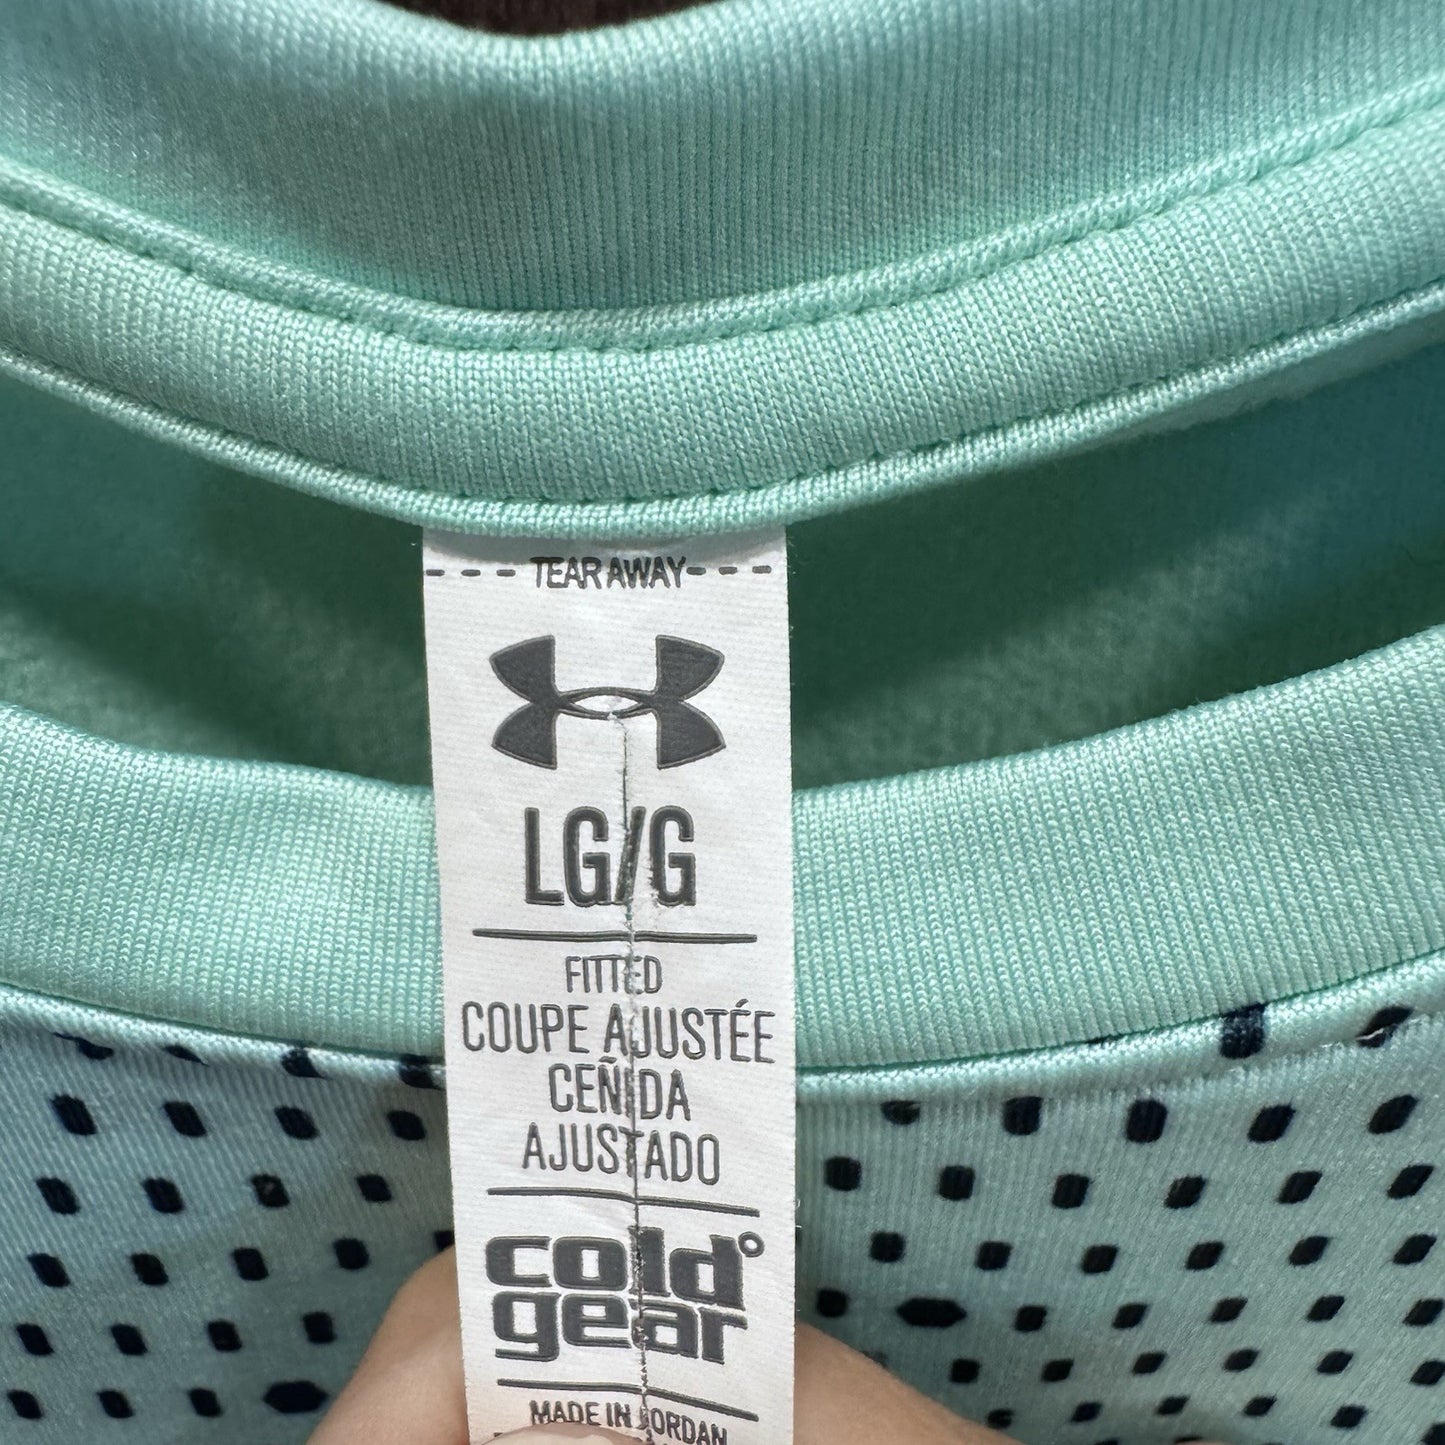 TEAR AWAY
LG/G
FITTED
COUPE AJUSTÉE
CEÑIDA
AJUSTADO
cold°
gear
MADE IN JORDAN